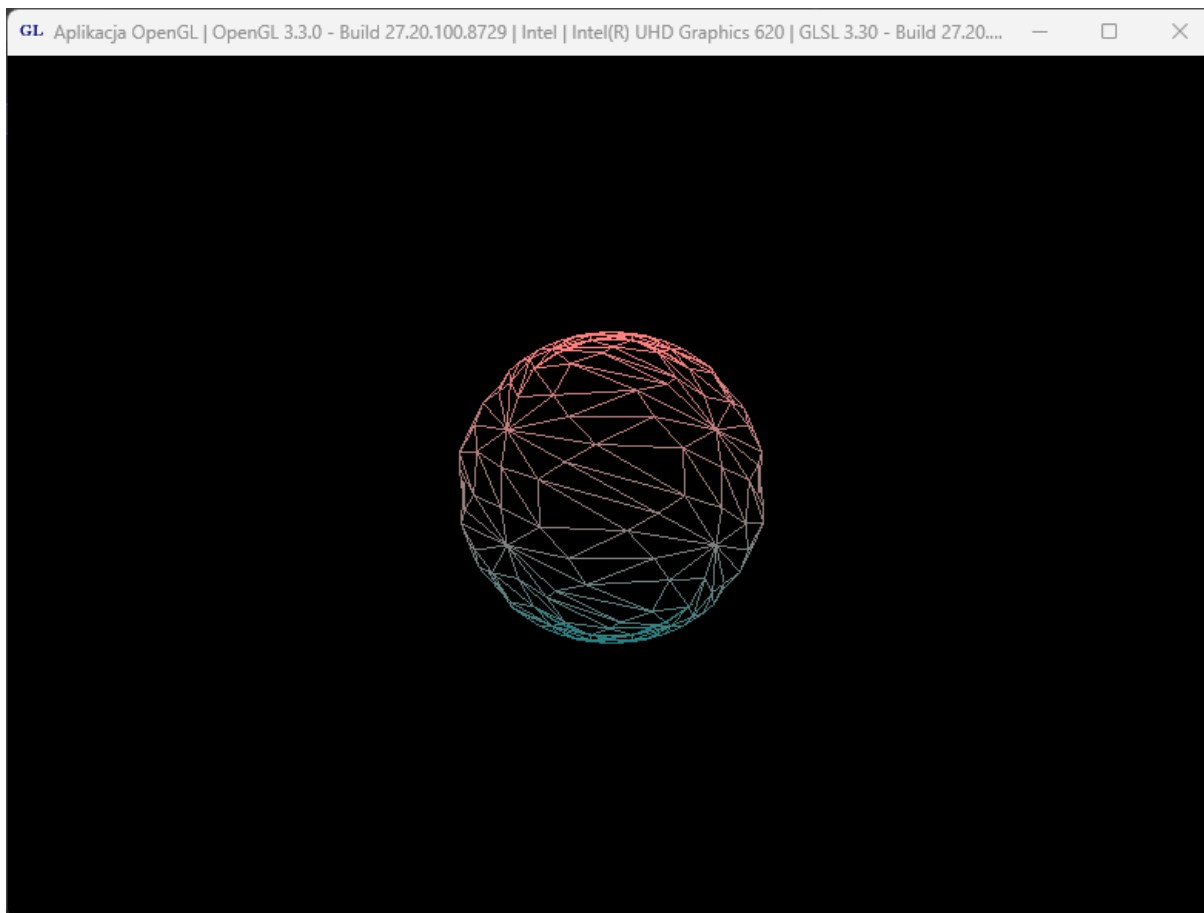 GL Aplikacja OpenGL | OpenGL 3.3.0 - Build 27.20.100.8729 | Intel | Intel(R) UHD Graphics 620 | GLSL 3.30 - Build 27.20....